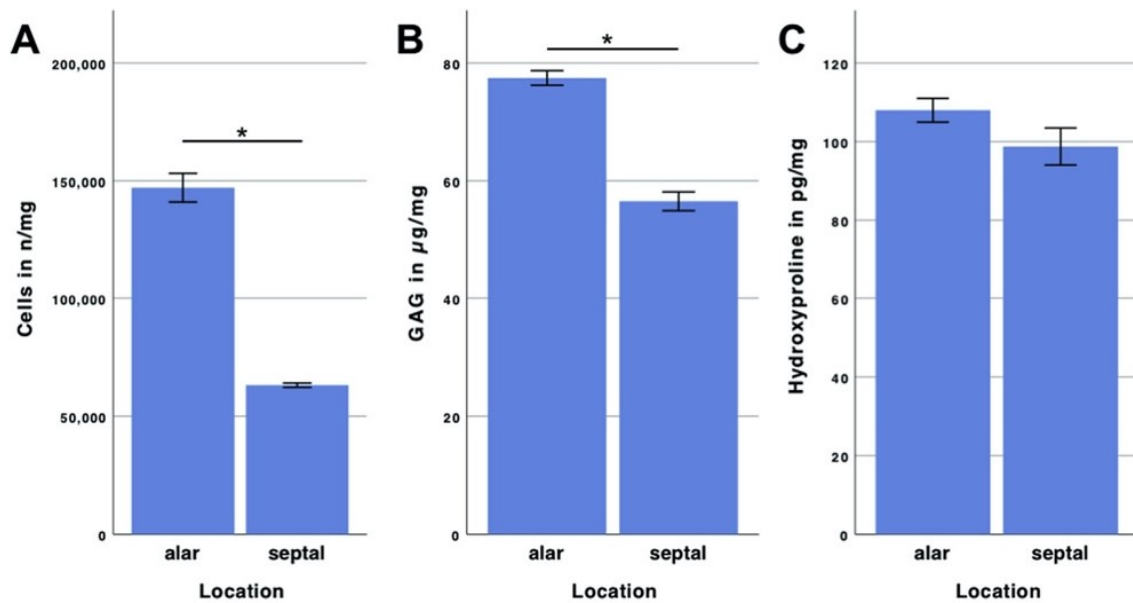 A
Cells in n/mg
200,000
150,000
100,000
50,000
0
*
alar septal
Location
B
GAG in µg/mg
80
60
40
20
0
*
alar septal
Location
C
Hydroxyproline in pg/mg
120
100
80
60
40
20
0
alar septal
Location